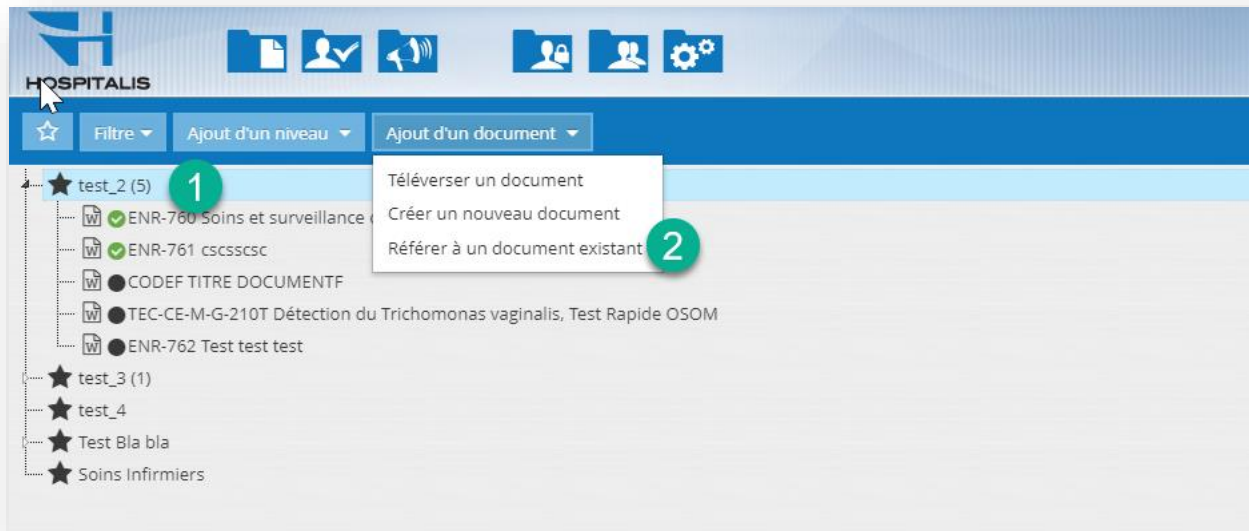 HOSPITALIS
Filtre Ajout d'un niveau Ajout d'un document
Téléverser un document
Créer un nouveau document
Référer à un document existant 2
test_2 (5) 1
ENR-760 Soins et surveillance
ENR-761 cscsscsc
CODEF TITRE DOCUMENTF
TEC-CE-M-G-210T Détection du Trichomonas vaginalis, Test Rapide OSOM
ENR-762 Test test test
test_3 (1)
test_4
Test Bla bla
Soins Infirmiers